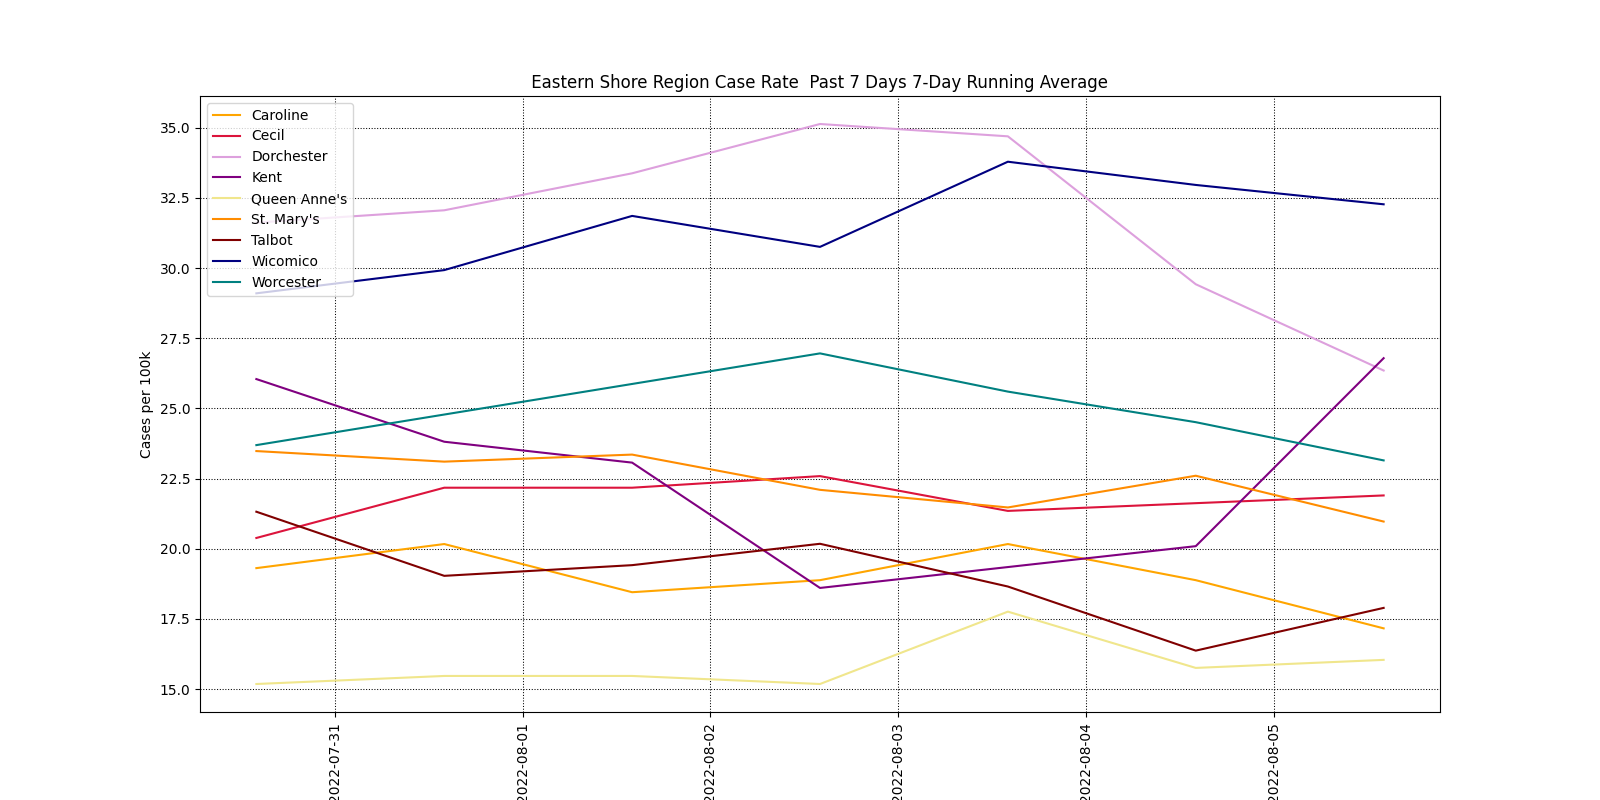 Eastern Shore Region Case Rate  Past 7 Days 7-Day Running Average
Caroline
Cecil
Dorchester
Kent
Queen Anne's
St. Mary's
Talbot
Wicomico
Worcester
Cases per 100k
35.0
32.5
30.0
27.5
25.0
22.5
20.0
17.5
15.0
2022-07-31
2022-08-01
2022-08-02
2022-08-03
2022-08-04
2022-08-05